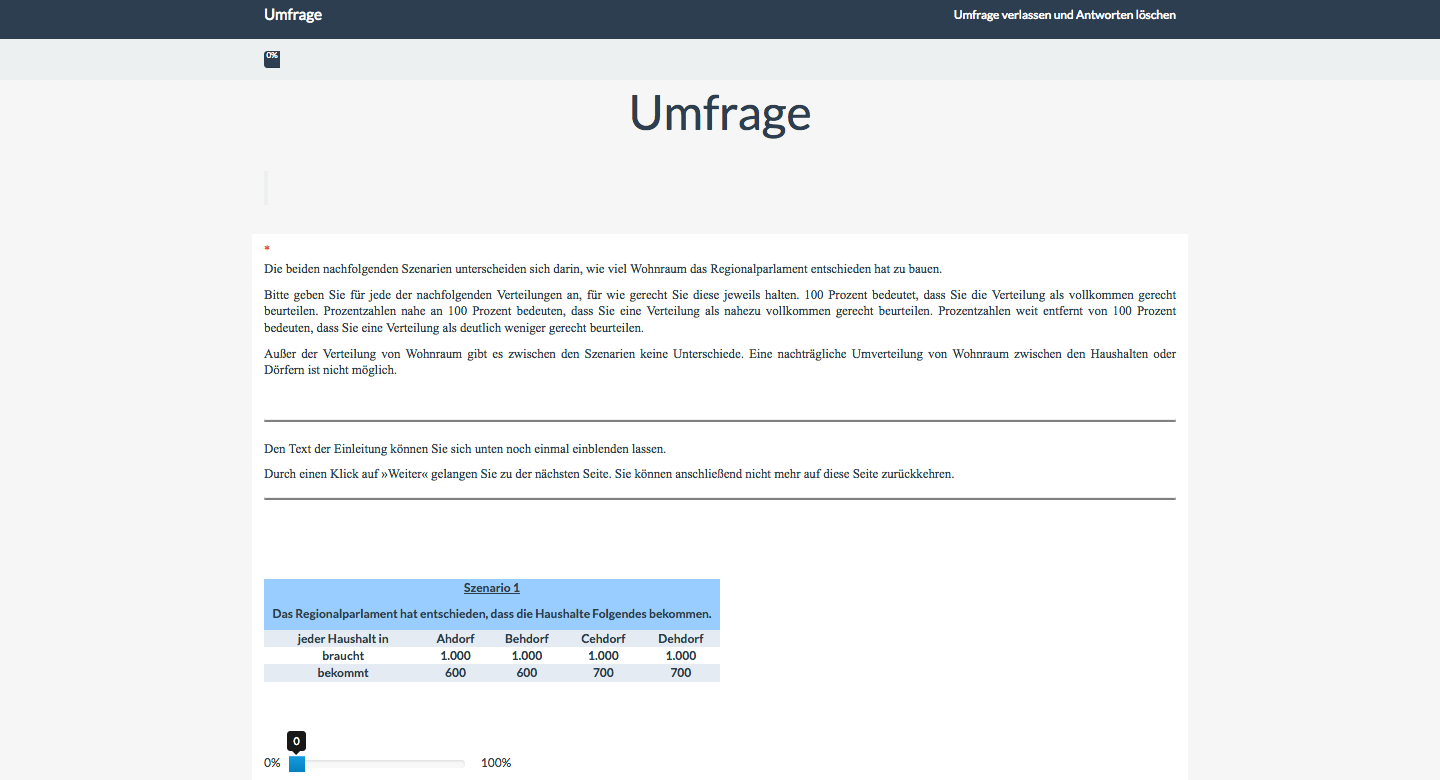 Umfrage Umfrage verlassen und Antworten löschen
0%
Umfrage
*
Die beiden nachfolgenden Szenarien unterscheiden sich darin, wie viel Wohnraum das Regionalparlament entschieden hat zu bauen.
Bitte geben Sie für jede der nachfolgenden Verteilungen an, für wie gerecht Sie diese jeweils halten. 100 Prozent bedeutet, dass Sie die Verteilung als vollkommen gerecht
beurteilen. Prozentzahlen nahe an 100 Prozent bedeuten, dass Sie eine Verteilung als nahezu vollkommen gerecht beurteilen. Prozentzahlen weit entfernt von 100 Prozent
bedeuten, dass Sie eine Verteilung als deutlich weniger gerecht beurteilen.
Außer der Verteilung von Wohnraum gibt es zwischen den Szenarien keine Unterschiede. Eine nachträgliche Umverteilung von Wohnraum zwischen den Haushalten oder
Dörfern ist nicht möglich.
Den Text der Einleitung können Sie sich unten noch einmal einblenden lassen.
Durch einen Klick auf »Weiter« gelangen Sie zu der nächsten Seite. Sie können anschließend nicht mehr auf diese Seite zurückkehren.
Szenario 1
Das Regionalparlament hat entschieden, dass die Haushalte Folgendes bekommen.
jeder Haushalt in Ahdorf Behdorf Cehdorf Dehdorf
braucht 1.000 1.000 1.000 1.000
bekommt 600 600 700 700
0
0% 100%